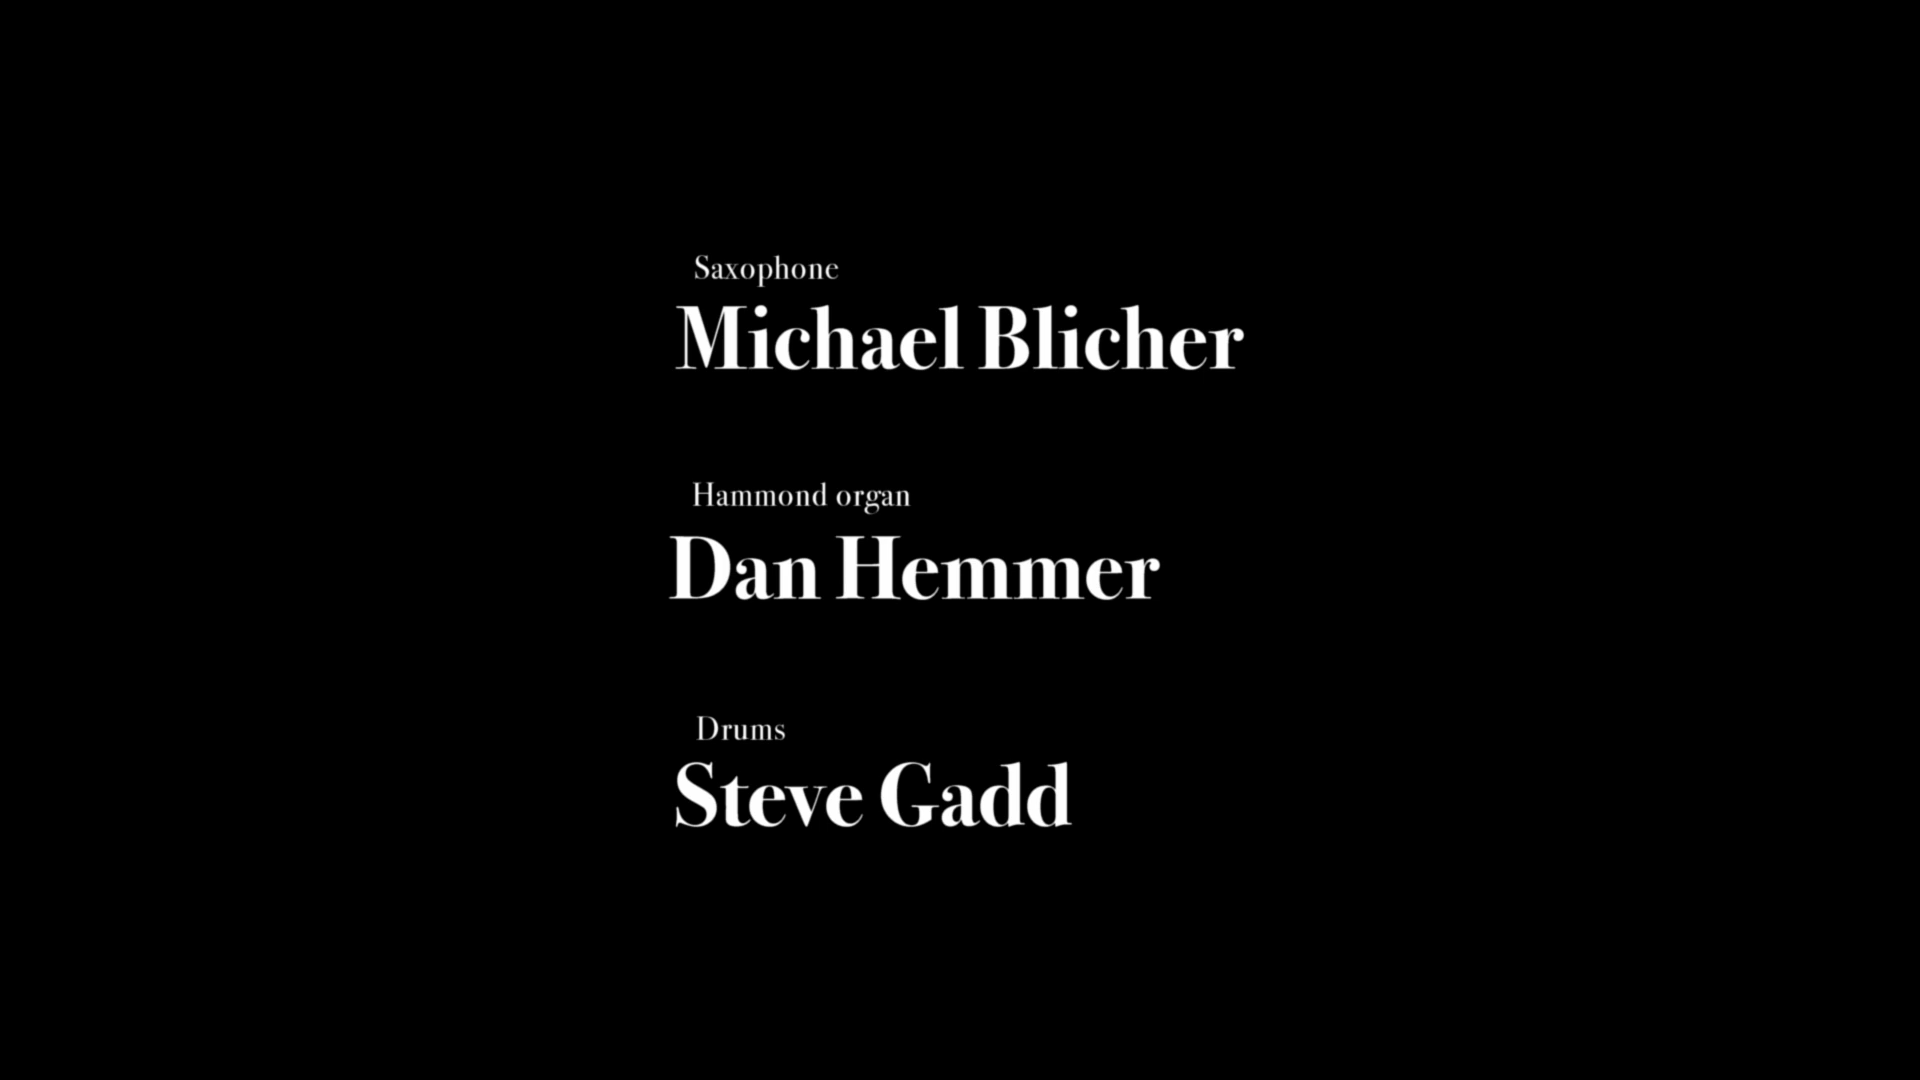 Saxophone
Michael Blicher
Hammond organ
Dan Hemmer
Drums
Steve Gadd